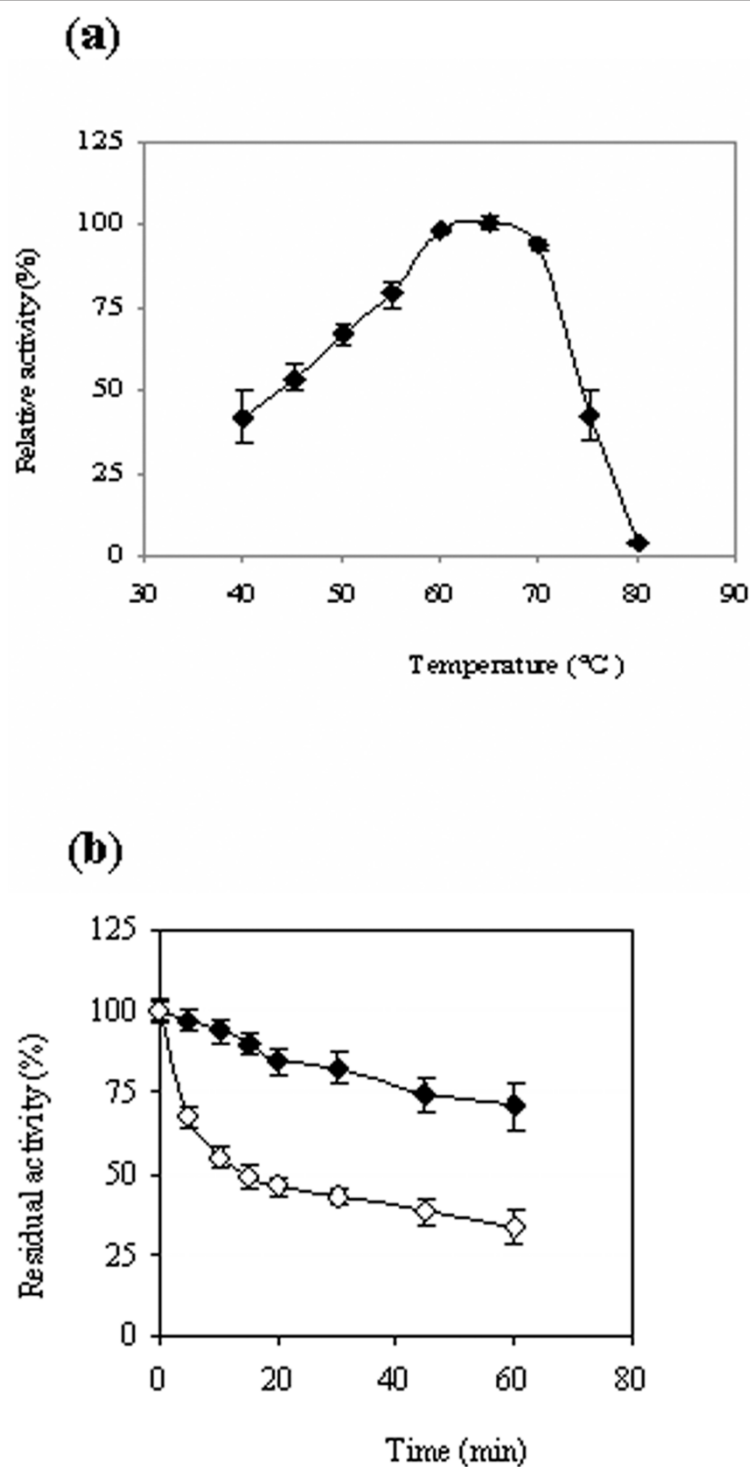 (a)
125
100
75
50
25
0
Relative activity (%)
30 40 50 60 70 80 90
Temperature (°C)
(b)
125
100
75
50
25
0
Residual activity (%)
0 20 40 60 80
Time (min)